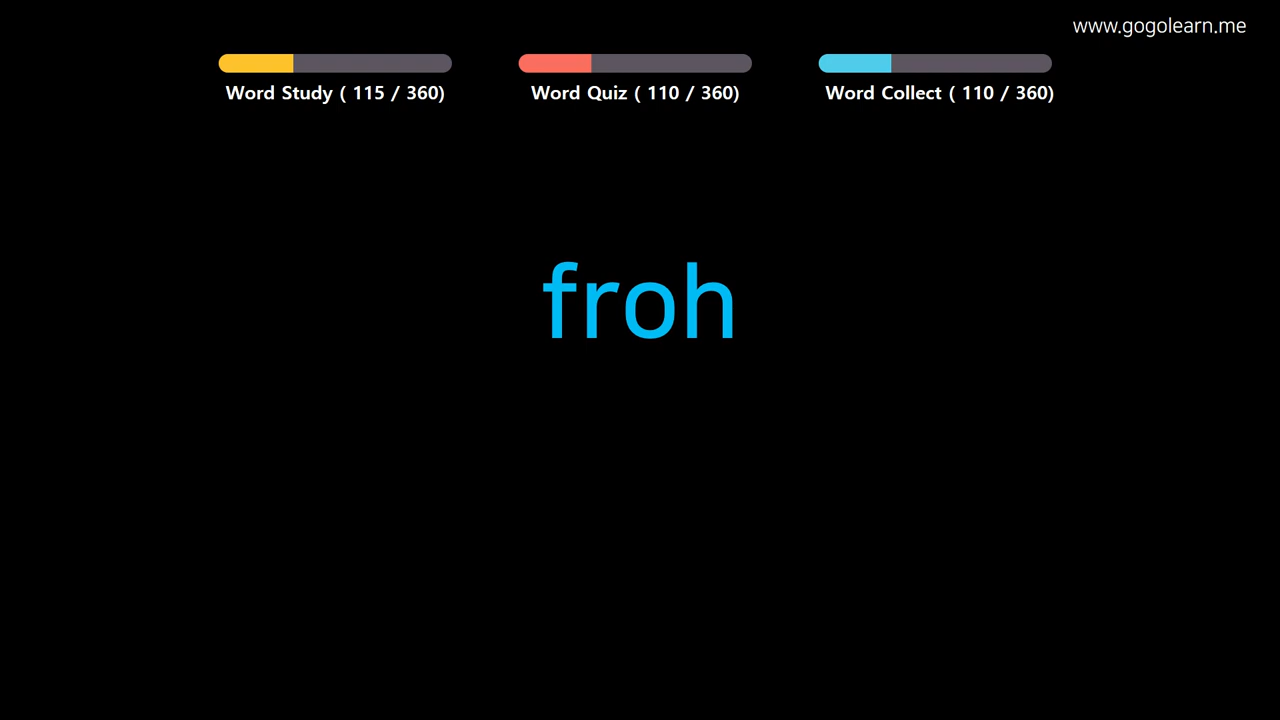 www.gogolearn.me
Word Study ( 115 / 360)
Word Quiz ( 110 / 360)
Word Collect ( 110 / 360)
froh